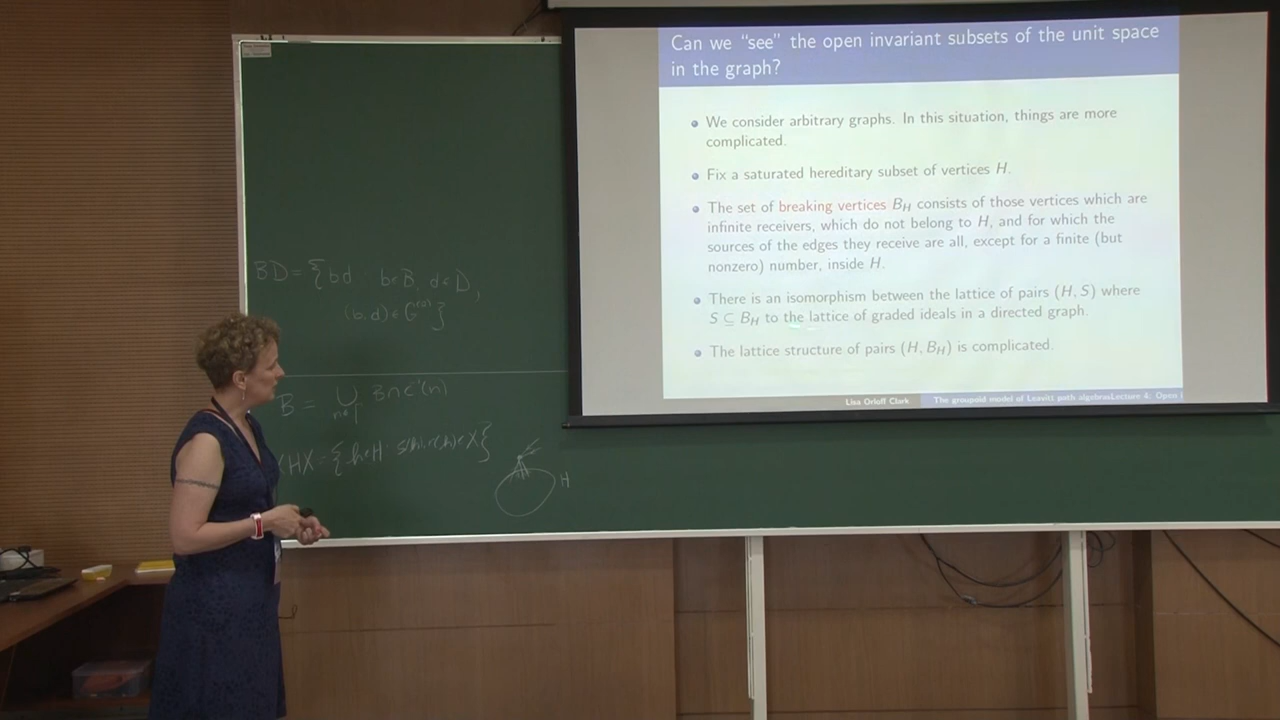 Can we “see” the open invariant subsets of the unit space
in the graph?
We consider arbitrary graphs. In this situation, things are more
complicated.
Fix a saturated hereditary subset of vertices H.
The set of breaking vertices B_H consists of those vertices which are
infinite receivers, which do not belong to H, and for which the
sources of the edges they receive are all, except for a finite (but
nonzero) number, inside H.
There is an isomorphism between the lattice of pairs (H, S) where
S ⊆ B_H to the lattice of graded ideals in a directed graph.
The lattice structure of pairs (H, B_H) is complicated.
Lisa Orloff Clark The groupoid model of Leavitt path algebrasLecture 4: Open i
BD = { bd : b ∈ B, d ∈ D,
(b, d) ∈ G^(2) }
B = ⋃ B ∩ c⁻¹(n)
HX = { h ∈ H : s(h), r(h) ∈ X }
H